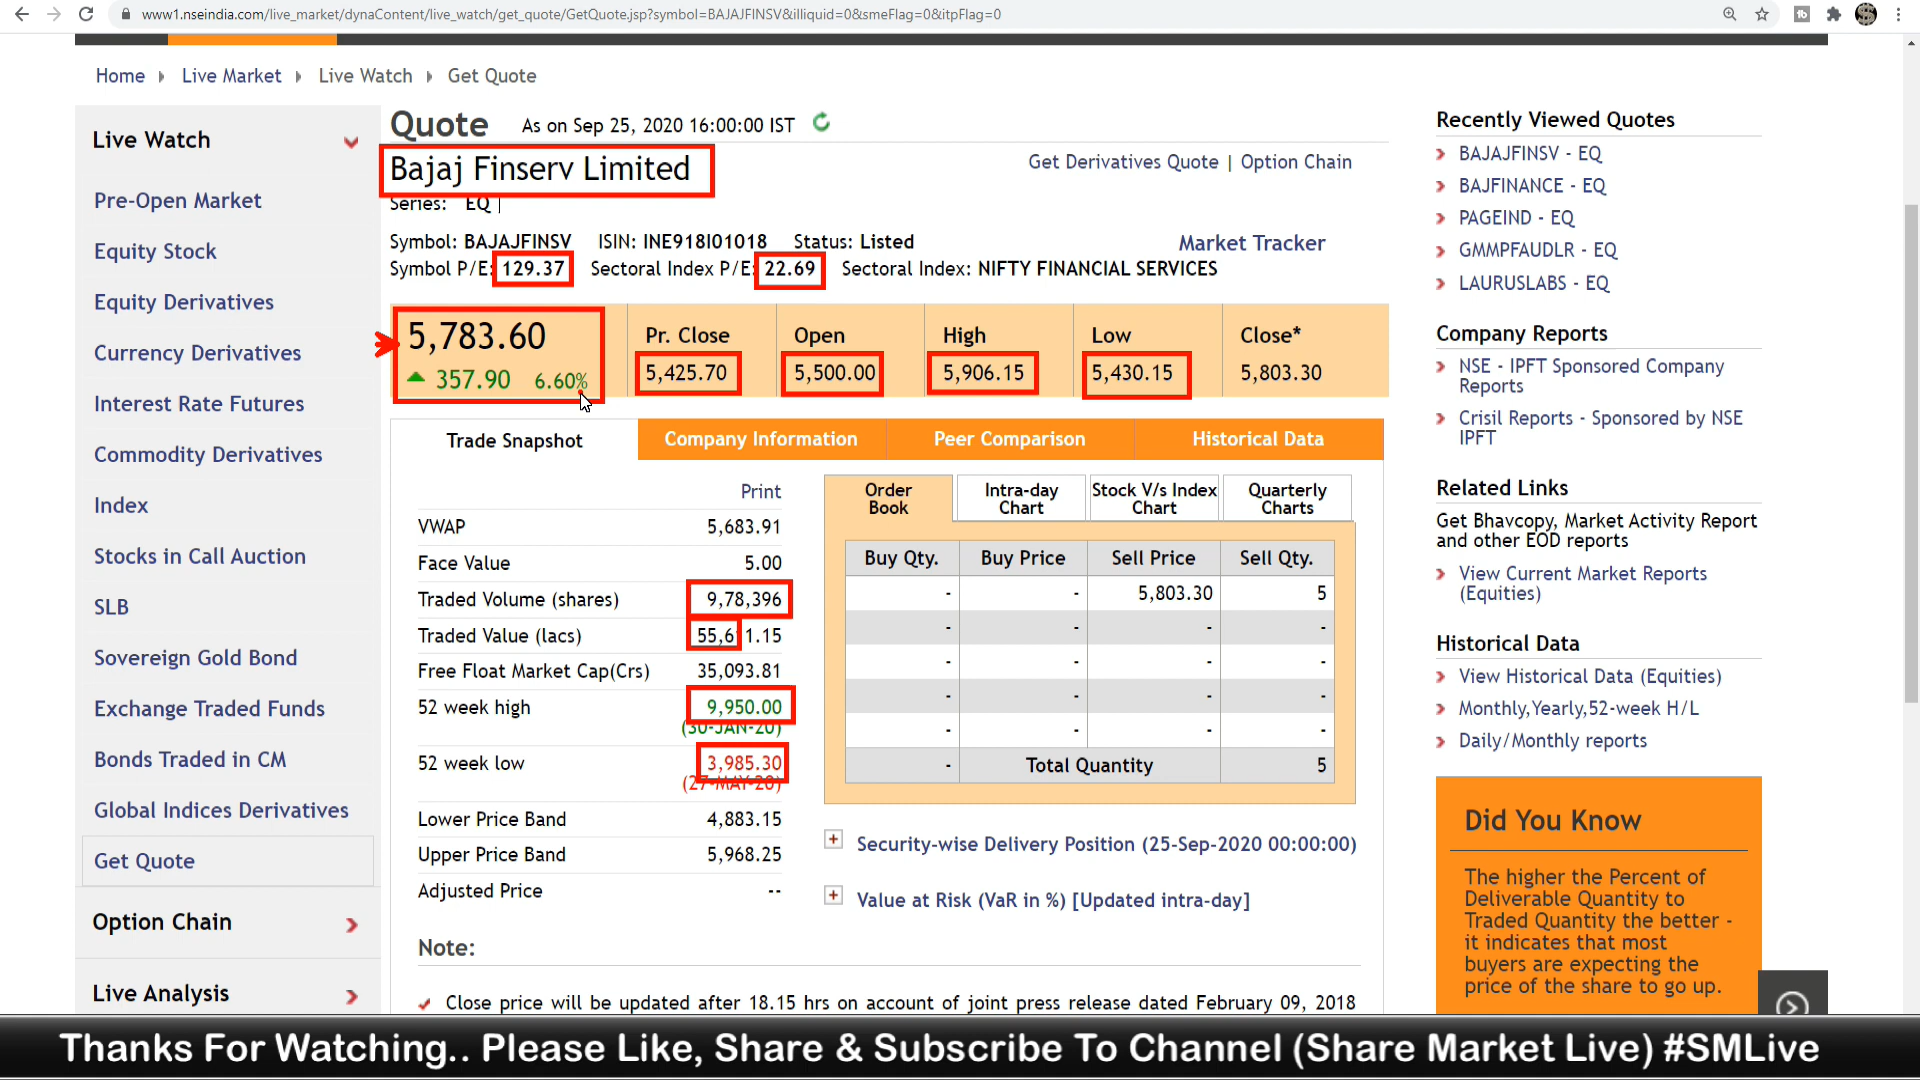 www1.nseindia.com/live_market/dynaContent/live_watch/get_quote/GetQuote.jsp?symbol=BAJAJFINSV&illiquid=0&smeFlag=0&itpFlag=0
Home Live Market Live Watch Get Quote
Live Watch
Pre-Open Market
Equity Stock
Equity Derivatives
Currency Derivatives
Interest Rate Futures
Commodity Derivatives
Index
Stocks in Call Auction
SLB
Sovereign Gold Bond
Exchange Traded Funds
Bonds Traded in CM
Global Indices Derivatives
Get Quote
Option Chain
Live Analysis
Quote As on Sep 25, 2020 16:00:00 IST
Bajaj Finserv Limited
Get Derivatives Quote | Option Chain
Series: EQ |
Symbol: BAJAJFINSV ISIN: INE918I01018 Status: Listed
Market Tracker
Symbol P/E: 129.37 Sectoral Index P/E: 22.69 Sectoral Index: NIFTY FINANCIAL SERVICES
5,783.60
357.90 6.60%
Pr. Close Open High Low Close*
5,425.70 5,500.00 5,906.15 5,430.15 5,803.30
Trade Snapshot Company Information Peer Comparison Historical Data
Print
VWAP 5,683.91
Face Value 5.00
Traded Volume (shares) 9,78,396
Traded Value (lacs) 55,611.15
Free Float Market Cap(Crs) 35,093.81
52 week high 9,950.00
(30-JAN-20)
52 week low 3,985.30
(27-MAY-20)
Lower Price Band 4,883.15
Upper Price Band 5,968.25
Adjusted Price --
Order Book
Intra-day Chart
Stock V/s Index Chart
Quarterly Charts
Buy Qty. Buy Price Sell Price Sell Qty.
- - 5,803.30 5
- - - -
- - - -
- - - -
- - - -
- Total Quantity 5
Security-wise Delivery Position (25-Sep-2020 00:00:00)
Value at Risk (VaR in %) [Updated intra-day]
Note:
Close price will be updated after 18.15 hrs on account of joint press release dated February 09, 2018
Recently Viewed Quotes
BAJAJFINSV - EQ
BAJFINANCE - EQ
PAGEIND - EQ
GMMPFAUDLR - EQ
LAURUSLABS - EQ
Company Reports
NSE - IPFT Sponsored Company
Reports
Crisil Reports - Sponsored by NSE
IPFT
Related Links
Get Bhavcopy, Market Activity Report
and other EOD reports
View Current Market Reports
(Equities)
Historical Data
View Historical Data (Equities)
Monthly,Yearly,52-week H/L
Daily/Monthly reports
Did You Know
The higher the Percent of
Deliverable Quantity to
Traded Quantity the better -
it indicates that most
buyers are expecting the
price of the share to go up.
Thanks For Watching.. Please Like, Share & Subscribe To Channel (Share Market Live) #SMLive